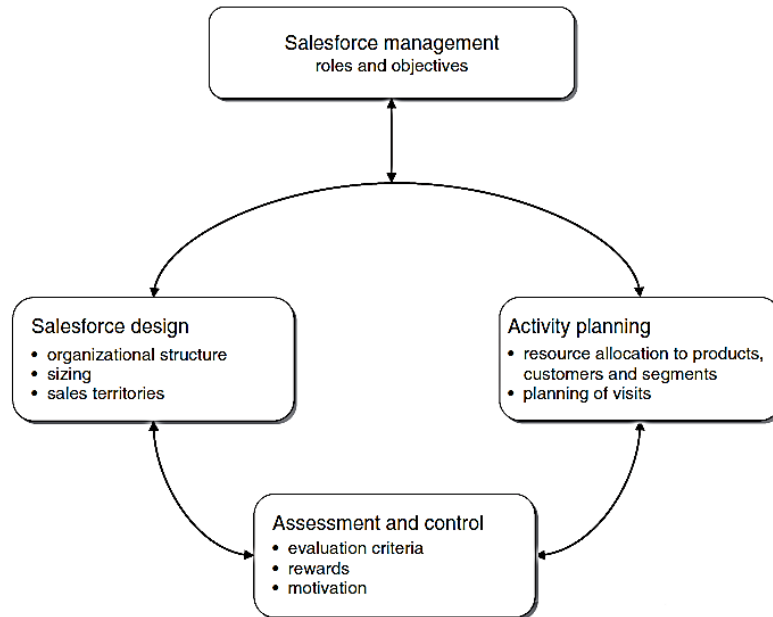 Salesforce management
roles and objectives
Salesforce design
• organizational structure
• sizing
• sales territories
Activity planning
• resource allocation to products,
customers and segments
• planning of visits
Assessment and control
• evaluation criteria
• rewards
• motivation